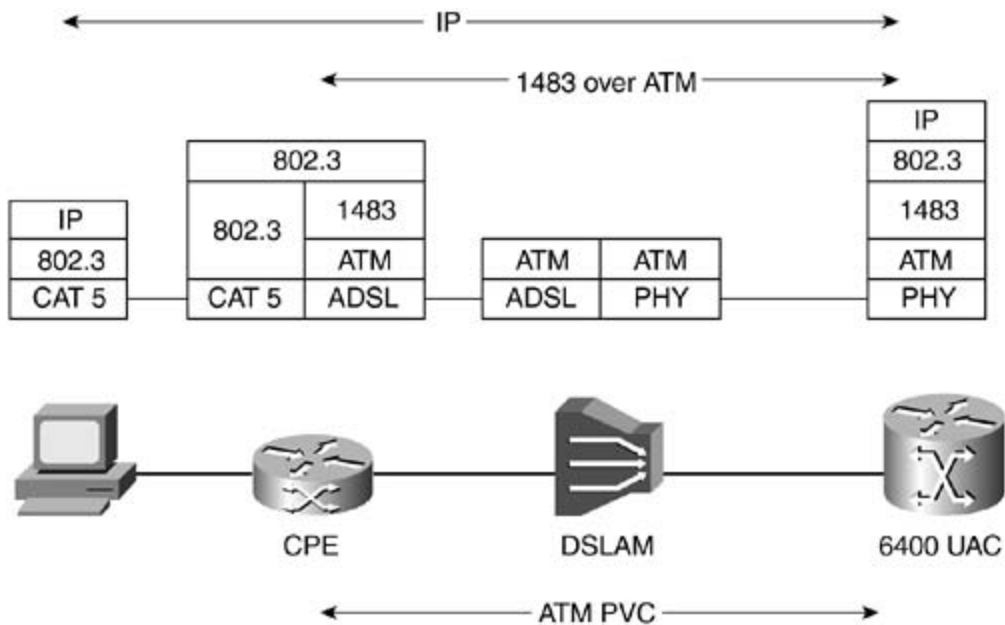 IP
1483 over ATM
IP
802.3
CAT 5
802.3
802.3
1483
ATM
CAT 5
ADSL
ATM
ATM
ADSL
PHY
IP
802.3
1483
ATM
PHY
CPE
DSLAM
6400 UAC
ATM PVC